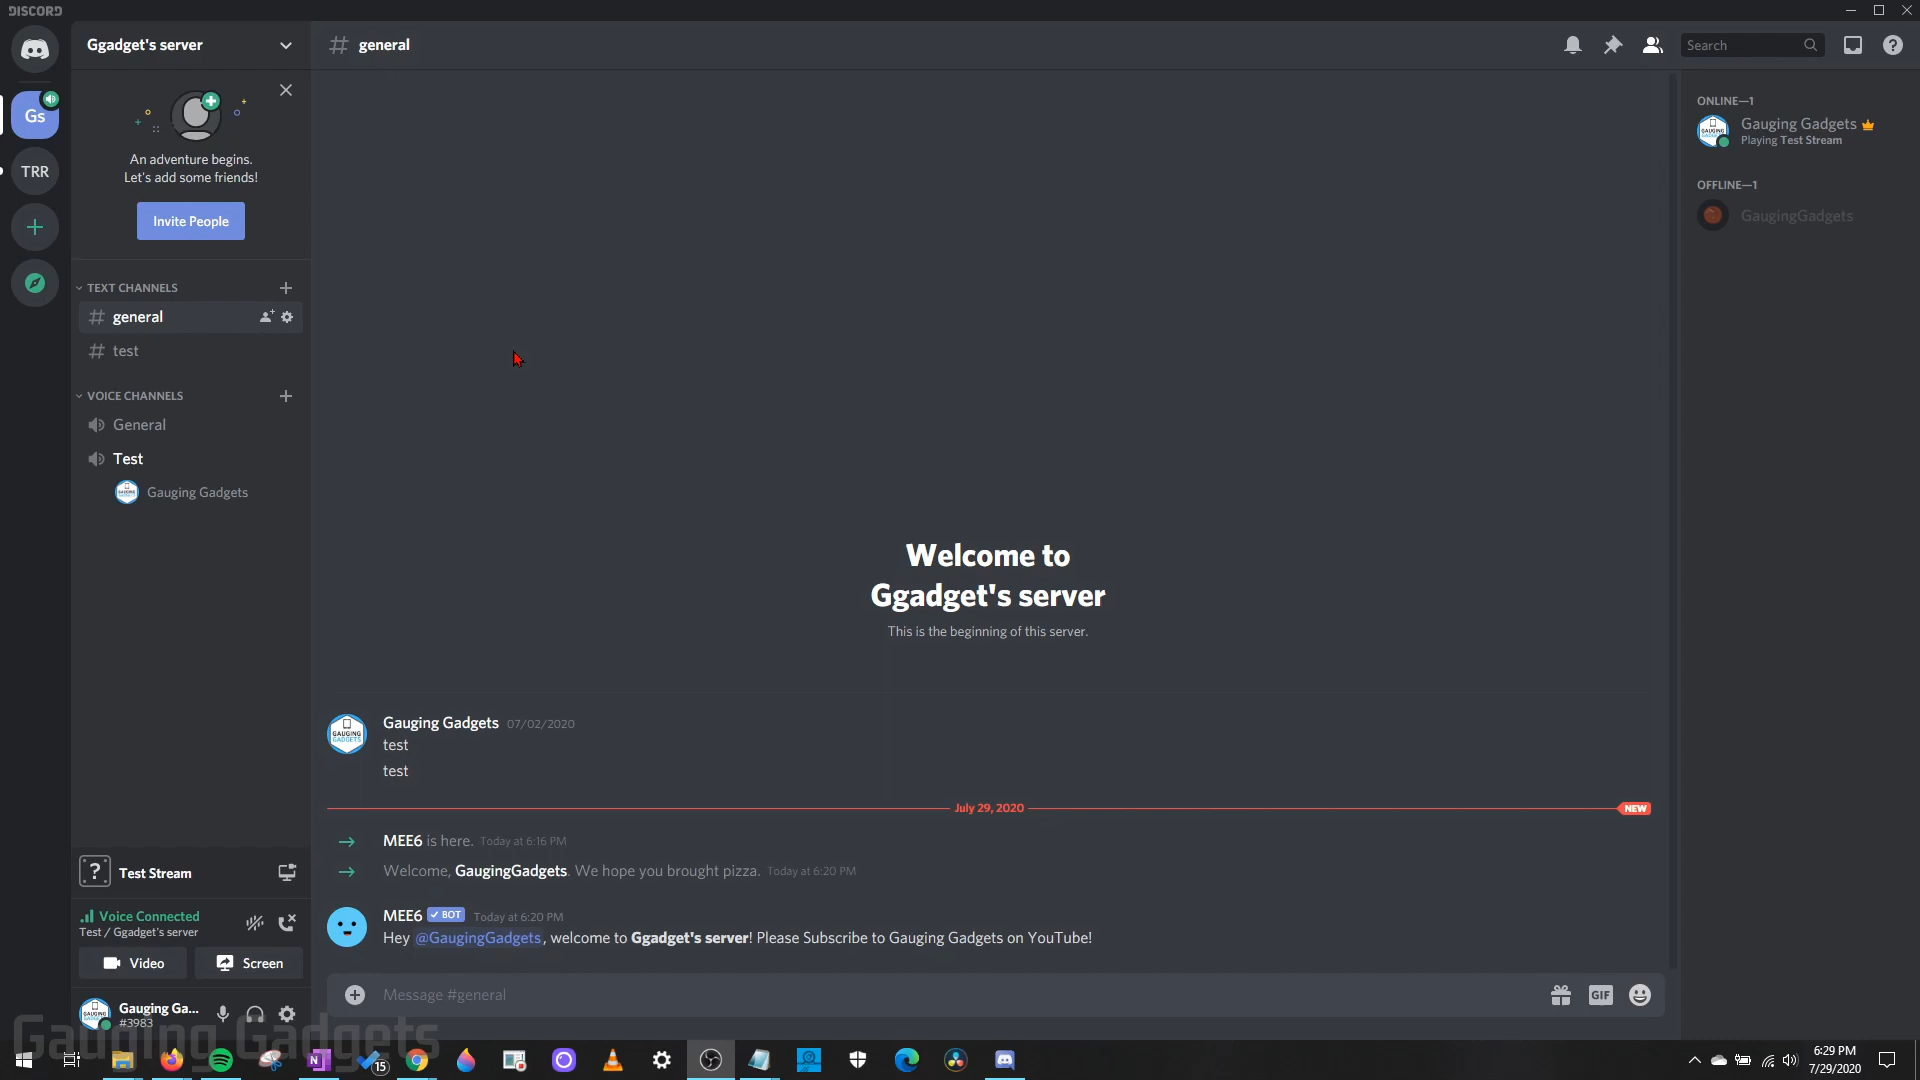 DISCORD
Ggadget's server
# general
Search
Gs
TRR
An adventure begins.
Let's add some friends!
Invite People
TEXT CHANNELS
general
test
VOICE CHANNELS
General
Test
Gauging Gadgets
Welcome to
Ggadget's server
This is the beginning of this server.
Gauging Gadgets 07/02/2020
test
test
July 29, 2020 NEW
MEE6 is here. Today at 6:16 PM
Welcome, GaugingGadgets. We hope you brought pizza. Today at 6:20 PM
MEE6 BOT Today at 6:20 PM
Hey @GaugingGadgets, welcome to Ggadget's server! Please Subscribe to Gauging Gadgets on YouTube!
Message #general
GIF
ONLINE—1
Gauging Gadgets
Playing Test Stream
OFFLINE—1
GaugingGadgets
? Test Stream
Voice Connected
Test / Ggadget's server
Video Screen
Gauging Ga...
#3983
Gauging Gadgets
15
6:29 PM
7/29/2020